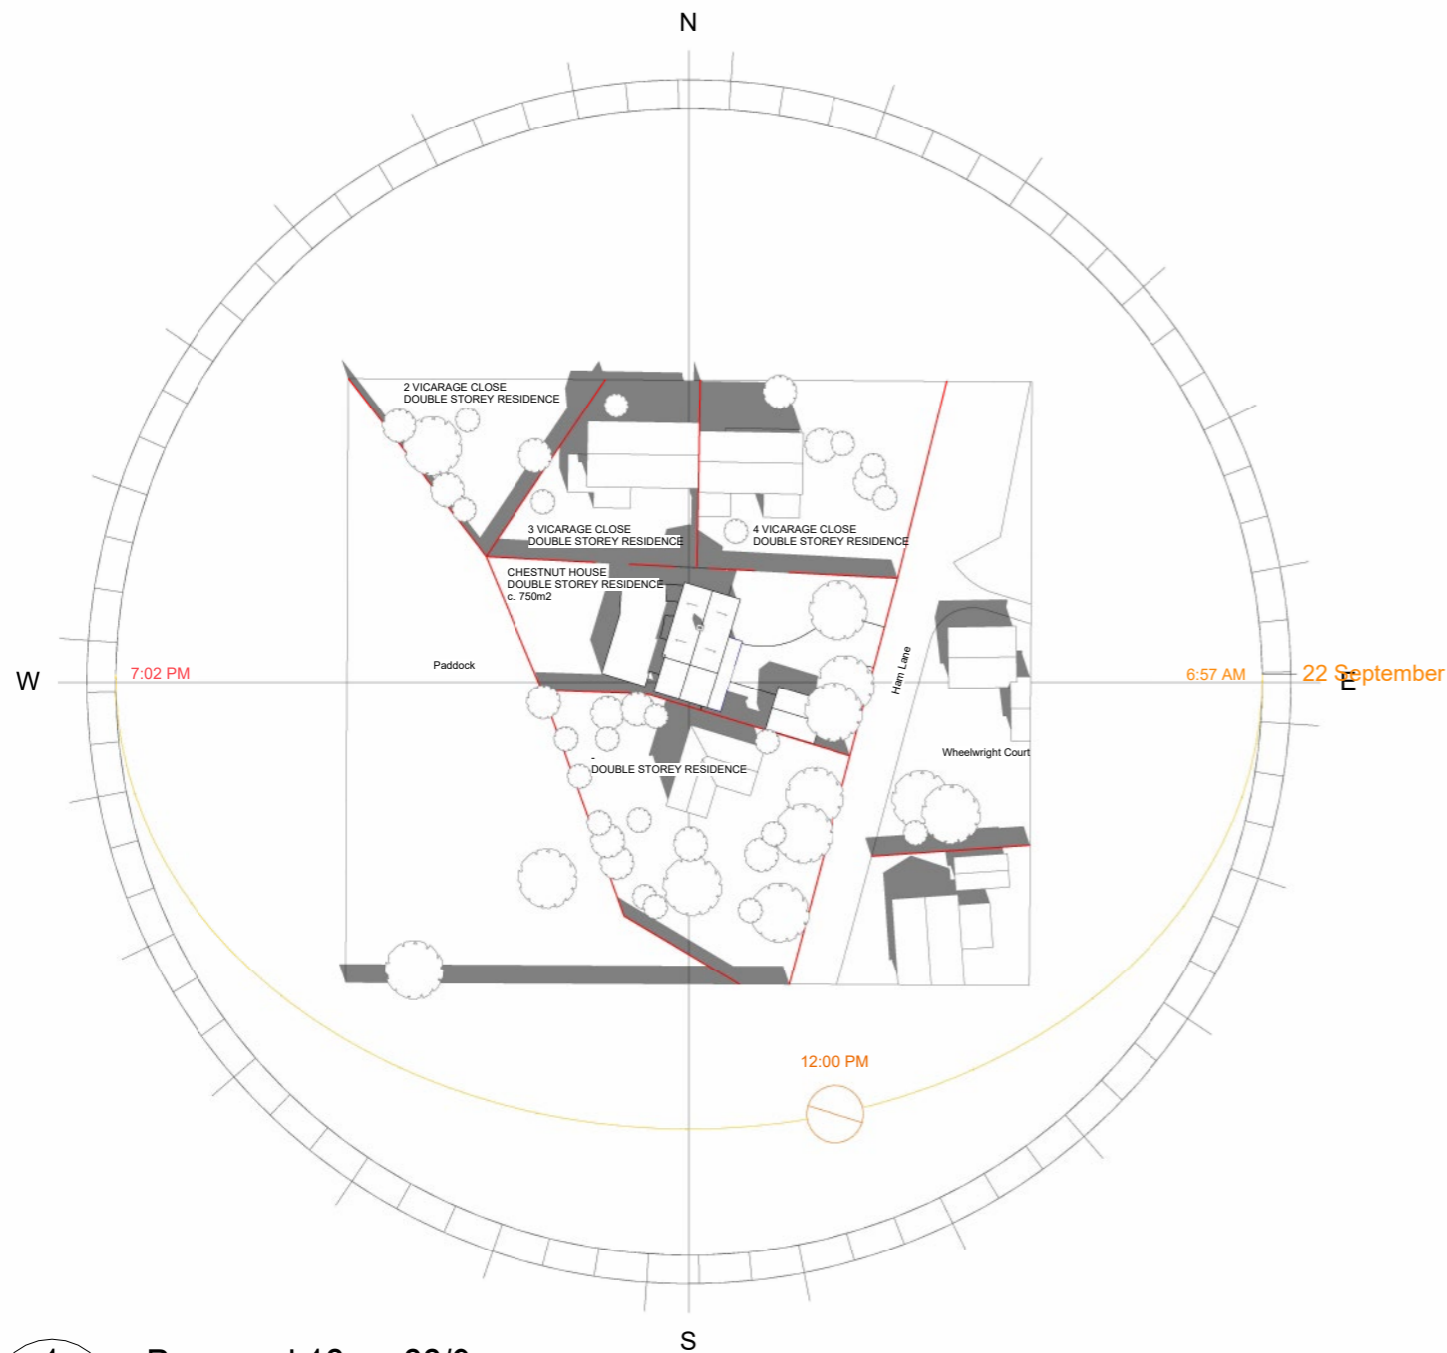 N
2 VICARAGE CLOSE
DOUBLE STOREY RESIDENCE
3 VICARAGE CLOSE
DOUBLE STOREY RESIDENCE
4 VICARAGE CLOSE
DOUBLE STOREY RESIDENCE
CHESTNUT HOUSE
DOUBLE STOREY RESIDENCE
c. 750m2
Paddock
Ham Lane
W
7:02 PM
6:57 AM
22 September
E
Wheelwright Court
-
DOUBLE STOREY RESIDENCE
12:00 PM
S